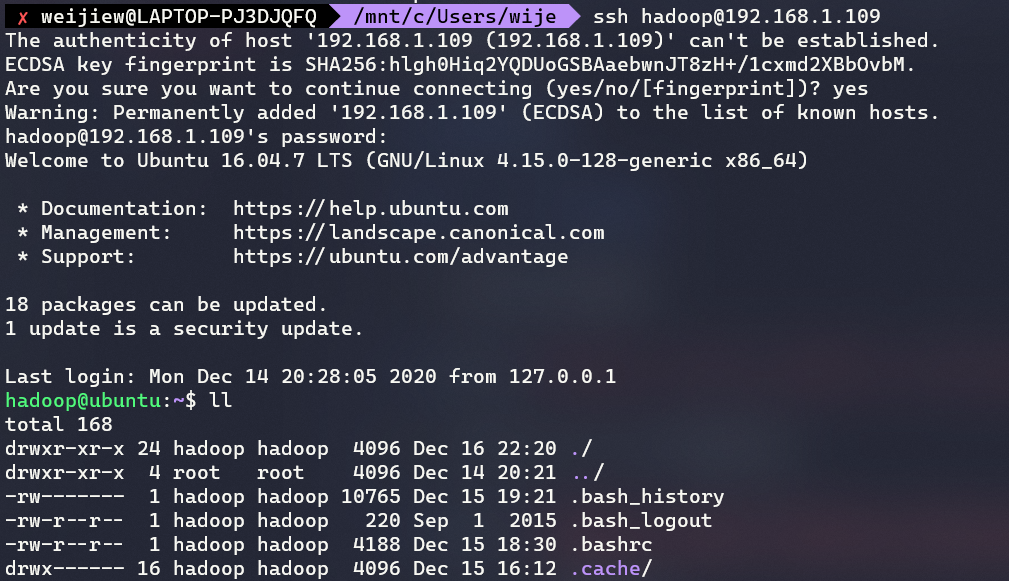 ✗ weijiew@LAPTOP-PJ3DJQFQ /mnt/c/Users/wije ssh hadoop@192.168.1.109
The authenticity of host '192.168.1.109 (192.168.1.109)' can't be established.
ECDSA key fingerprint is SHA256:hlgh0Hiq2YQDUoGSBAaebwnJT8zH+/1cxmd2XBbOvbM.
Are you sure you want to continue connecting (yes/no/[fingerprint])? yes
Warning: Permanently added '192.168.1.109' (ECDSA) to the list of known hosts.
hadoop@192.168.1.109's password:
Welcome to Ubuntu 16.04.7 LTS (GNU/Linux 4.15.0-128-generic x86_64)

 * Documentation:  https://help.ubuntu.com
 * Management:     https://landscape.canonical.com
 * Support:        https://ubuntu.com/advantage

18 packages can be updated.
1 update is a security update.

Last login: Mon Dec 14 20:28:05 2020 from 127.0.0.1
hadoop@ubuntu:~$ ll
total 168
drwxr-xr-x 24 hadoop hadoop  4096 Dec 16 22:20 ./
drwxr-xr-x  4 root   root    4096 Dec 14 20:21 ../
-rw-------  1 hadoop hadoop 10765 Dec 15 19:21 .bash_history
-rw-r--r--  1 hadoop hadoop   220 Sep  1  2015 .bash_logout
-rw-r--r--  1 hadoop hadoop  4188 Dec 15 18:30 .bashrc
drwx------ 16 hadoop hadoop  4096 Dec 15 16:12 .cache/